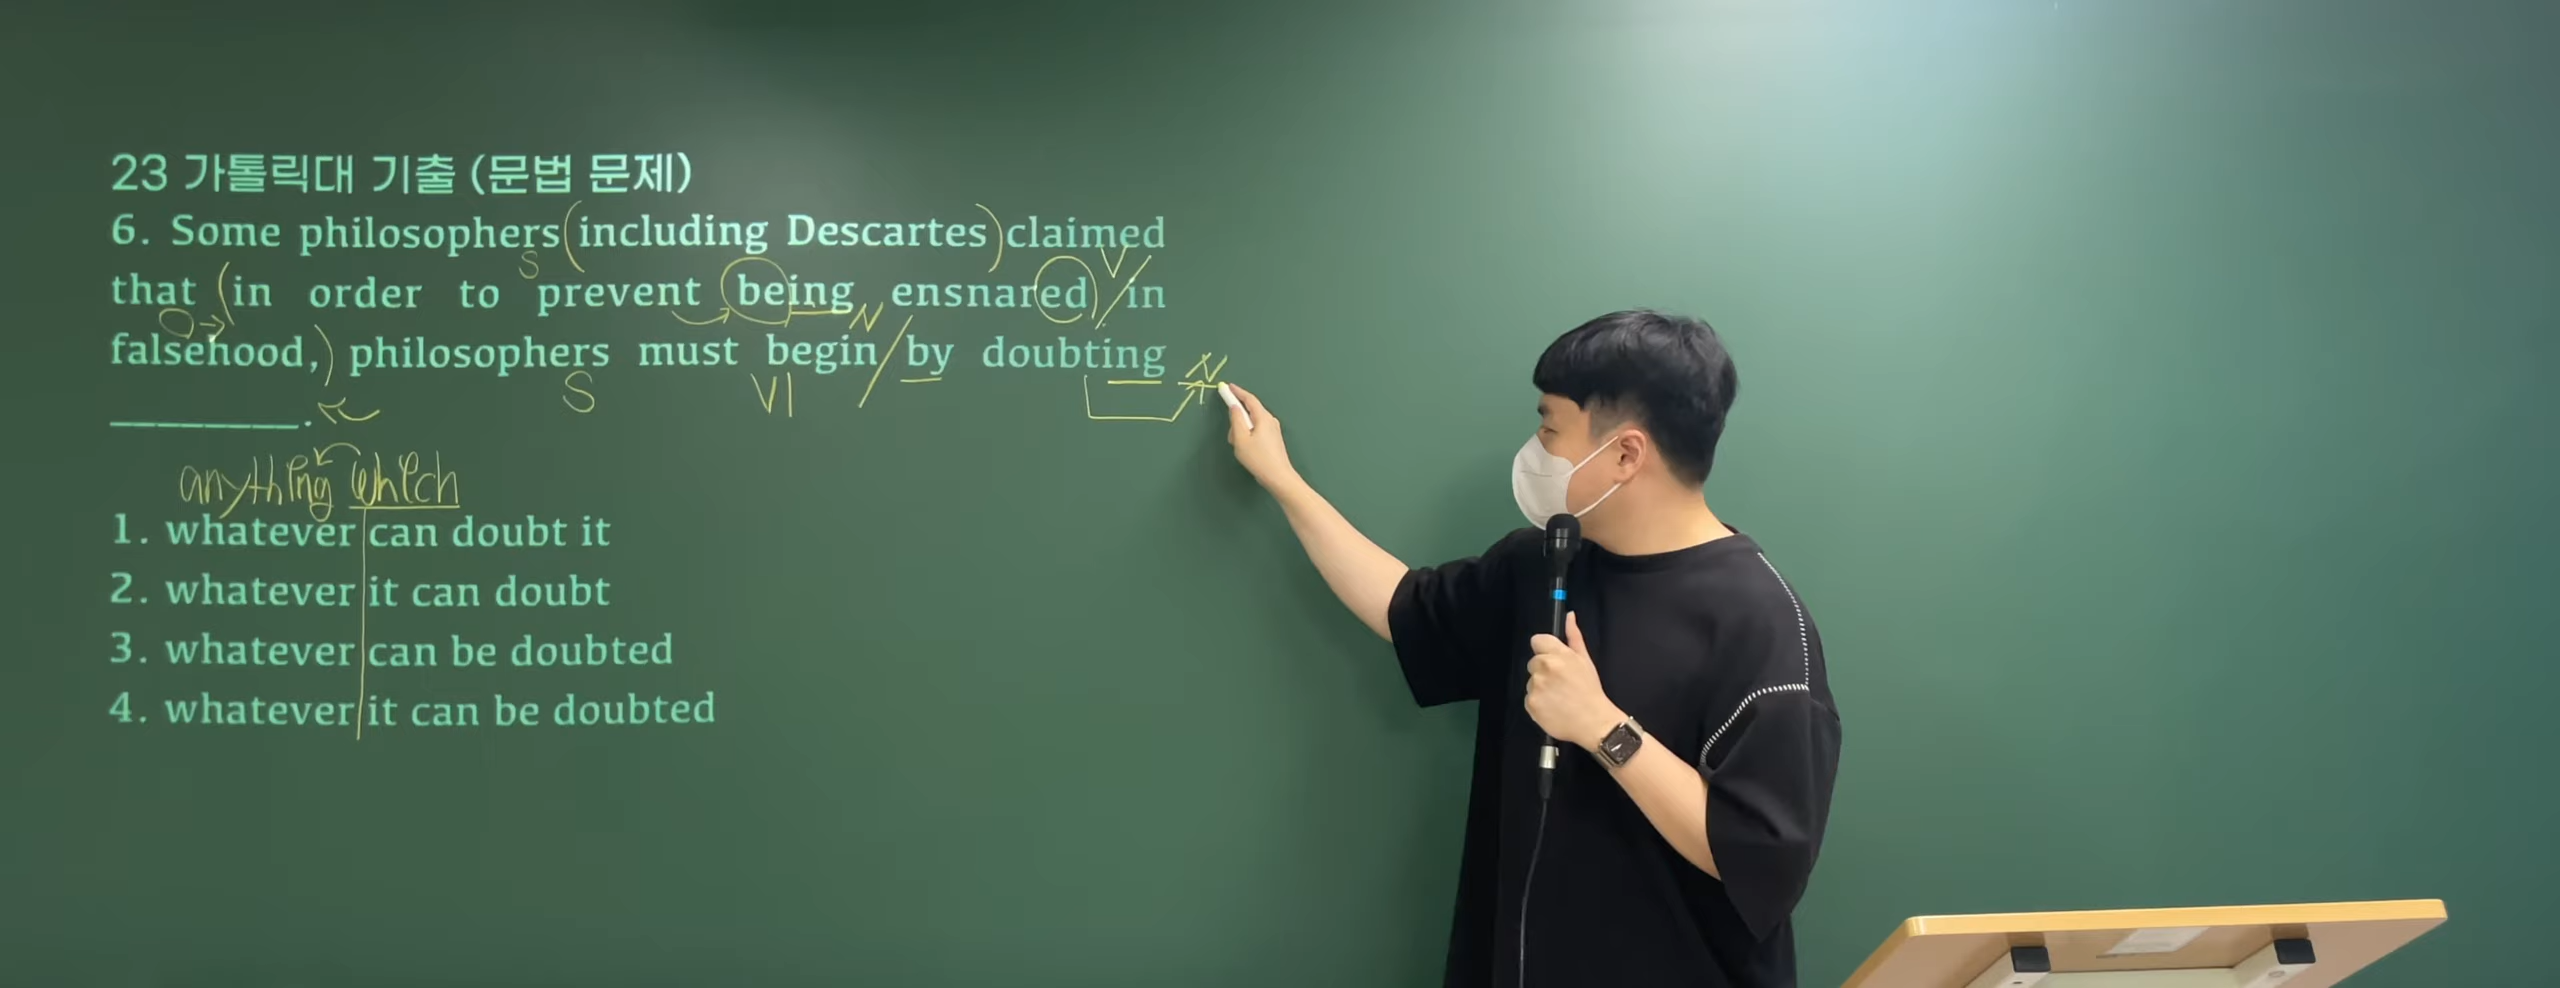 23 가톨릭대 기출 (문법 문제)
6. Some philosophers (including Descartes) claimed
S
V
that (in order to prevent being ensnared) / in
O →
N
falsehood,) philosophers must begin / by doubting
N
S
V1
________.
anything which
1. whatever can doubt it
2. whatever it can doubt
3. whatever can be doubted
4. whatever it can be doubted